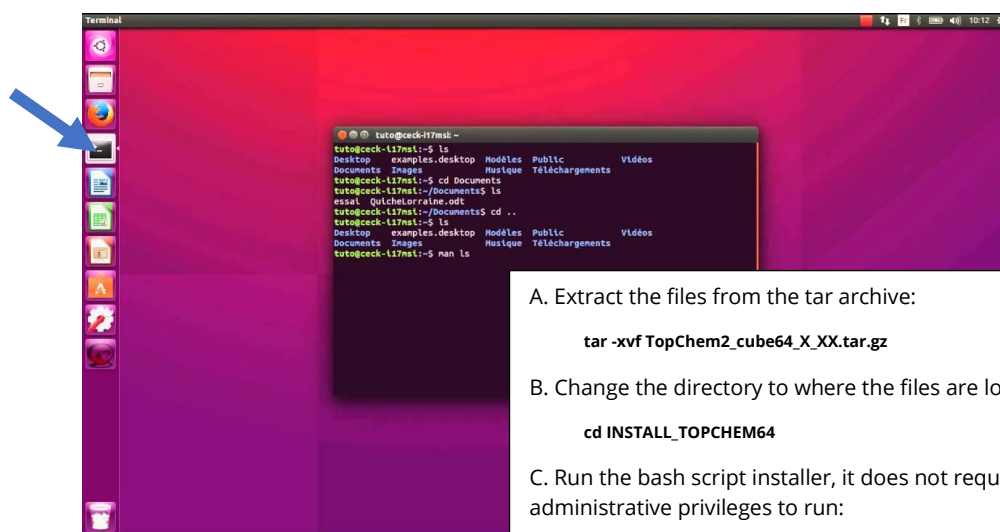 Terminal
Fr
10:12
tuto@ceck-i17msi: ~
tuto@ceck-i17msi:~$ ls
Desktop examples.desktop Modèles Public Vidéos
Documents Images Musique Téléchargements
tuto@ceck-i17msi:~$ cd Documents
tuto@ceck-i17msi:~/Documents$ ls
essai QuicheLorraine.odt
tuto@ceck-i17msi:~/Documents$ cd ..
tuto@ceck-i17msi:~$ ls
Desktop examples.desktop Modèles Public Vidéos
Documents Images Musique Téléchargements
tuto@ceck-i17msi:~$ man ls
A. Extract the files from the tar archive:
tar -xvf TopChem2_cube64_X_XX.tar.gz
B. Change the directory to where the files are lo
cd INSTALL_TOPCHEM64
C. Run the bash script installer, it does not requ
administrative privileges to run: